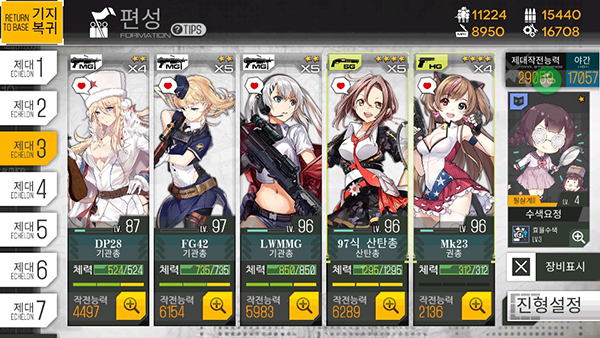 RETURN TO BASE
기지
복귀
편성
FORMATION
? TIPS
11224
15440
8950
16708
제대 1
ECHELON
제대 2
ECHELON
제대 3
ECHELON
제대 4
ECHELON
제대 5
ECHELON
제대 6
ECHELON
제대 7
ECHELON
MG
X4
LV. 87
DP28
기관총
체력 524/524
작전능력
4497
MG
X5
LV. 97
FG42
기관총
체력 735/735
작전능력
6154
MG
X5
LV. 96
LWMMG
기관총
체력 850/850
작전능력
5983
SG
X5
LV. 96
97식 산탄총
산탄총
체력 1295/1295
작전능력
6289
HG
X4
LV. 96
Mk23
권총
체력 312/312
작전능력
2136
제대작전능력
야간
17057
LV. 4
수색요정
효율수색
LV3
장비표시
진형설정